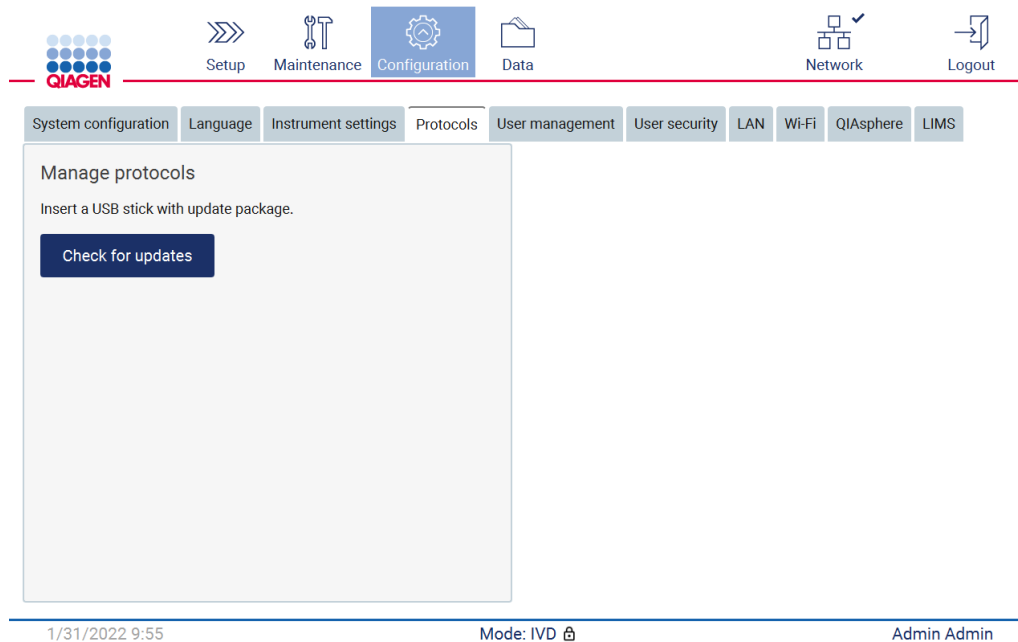 QIAGEN
Setup Maintenance Configuration Data Network Logout
System configuration Language Instrument settings Protocols User management User security LAN Wi-Fi QIAsphere LIMS
Manage protocols
Insert a USB stick with update package.
Check for updates
1/31/2022 9:55 Mode: IVD Admin Admin